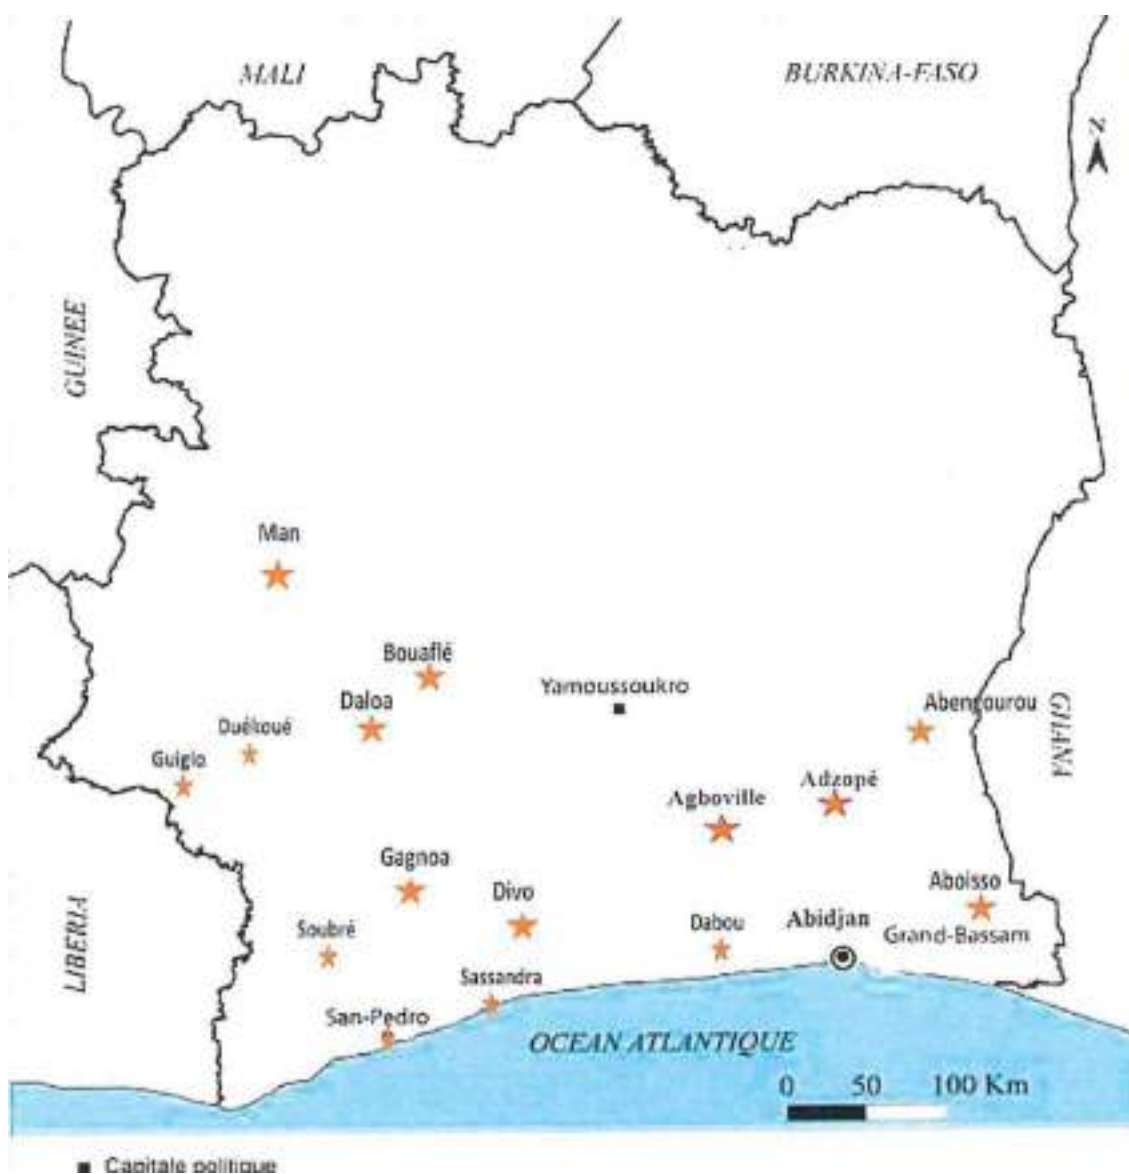 MALI
BURKINA-FASO
N
GUINEE
Man
Bouaflé
Yamoussoukro
Daloa
Abengourou
Duékoué
GHANA
Guiglo
Adzopé
Agboville
Gagnoa
Aboisso
Divo
Dabou
Abidjan
Soubré
Grand-Bassam
LIBERIA
Sassandra
San-Pedro
OCEAN ATLANTIQUE
0 50 100 Km
Capitale politique